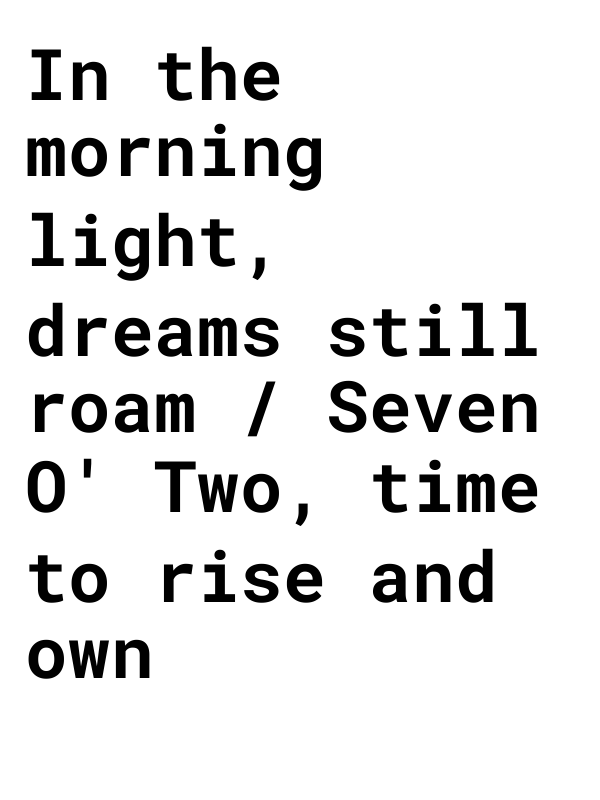 In the
morning
light,
dreams still
roam / Seven
O' Two, time
to rise and
own